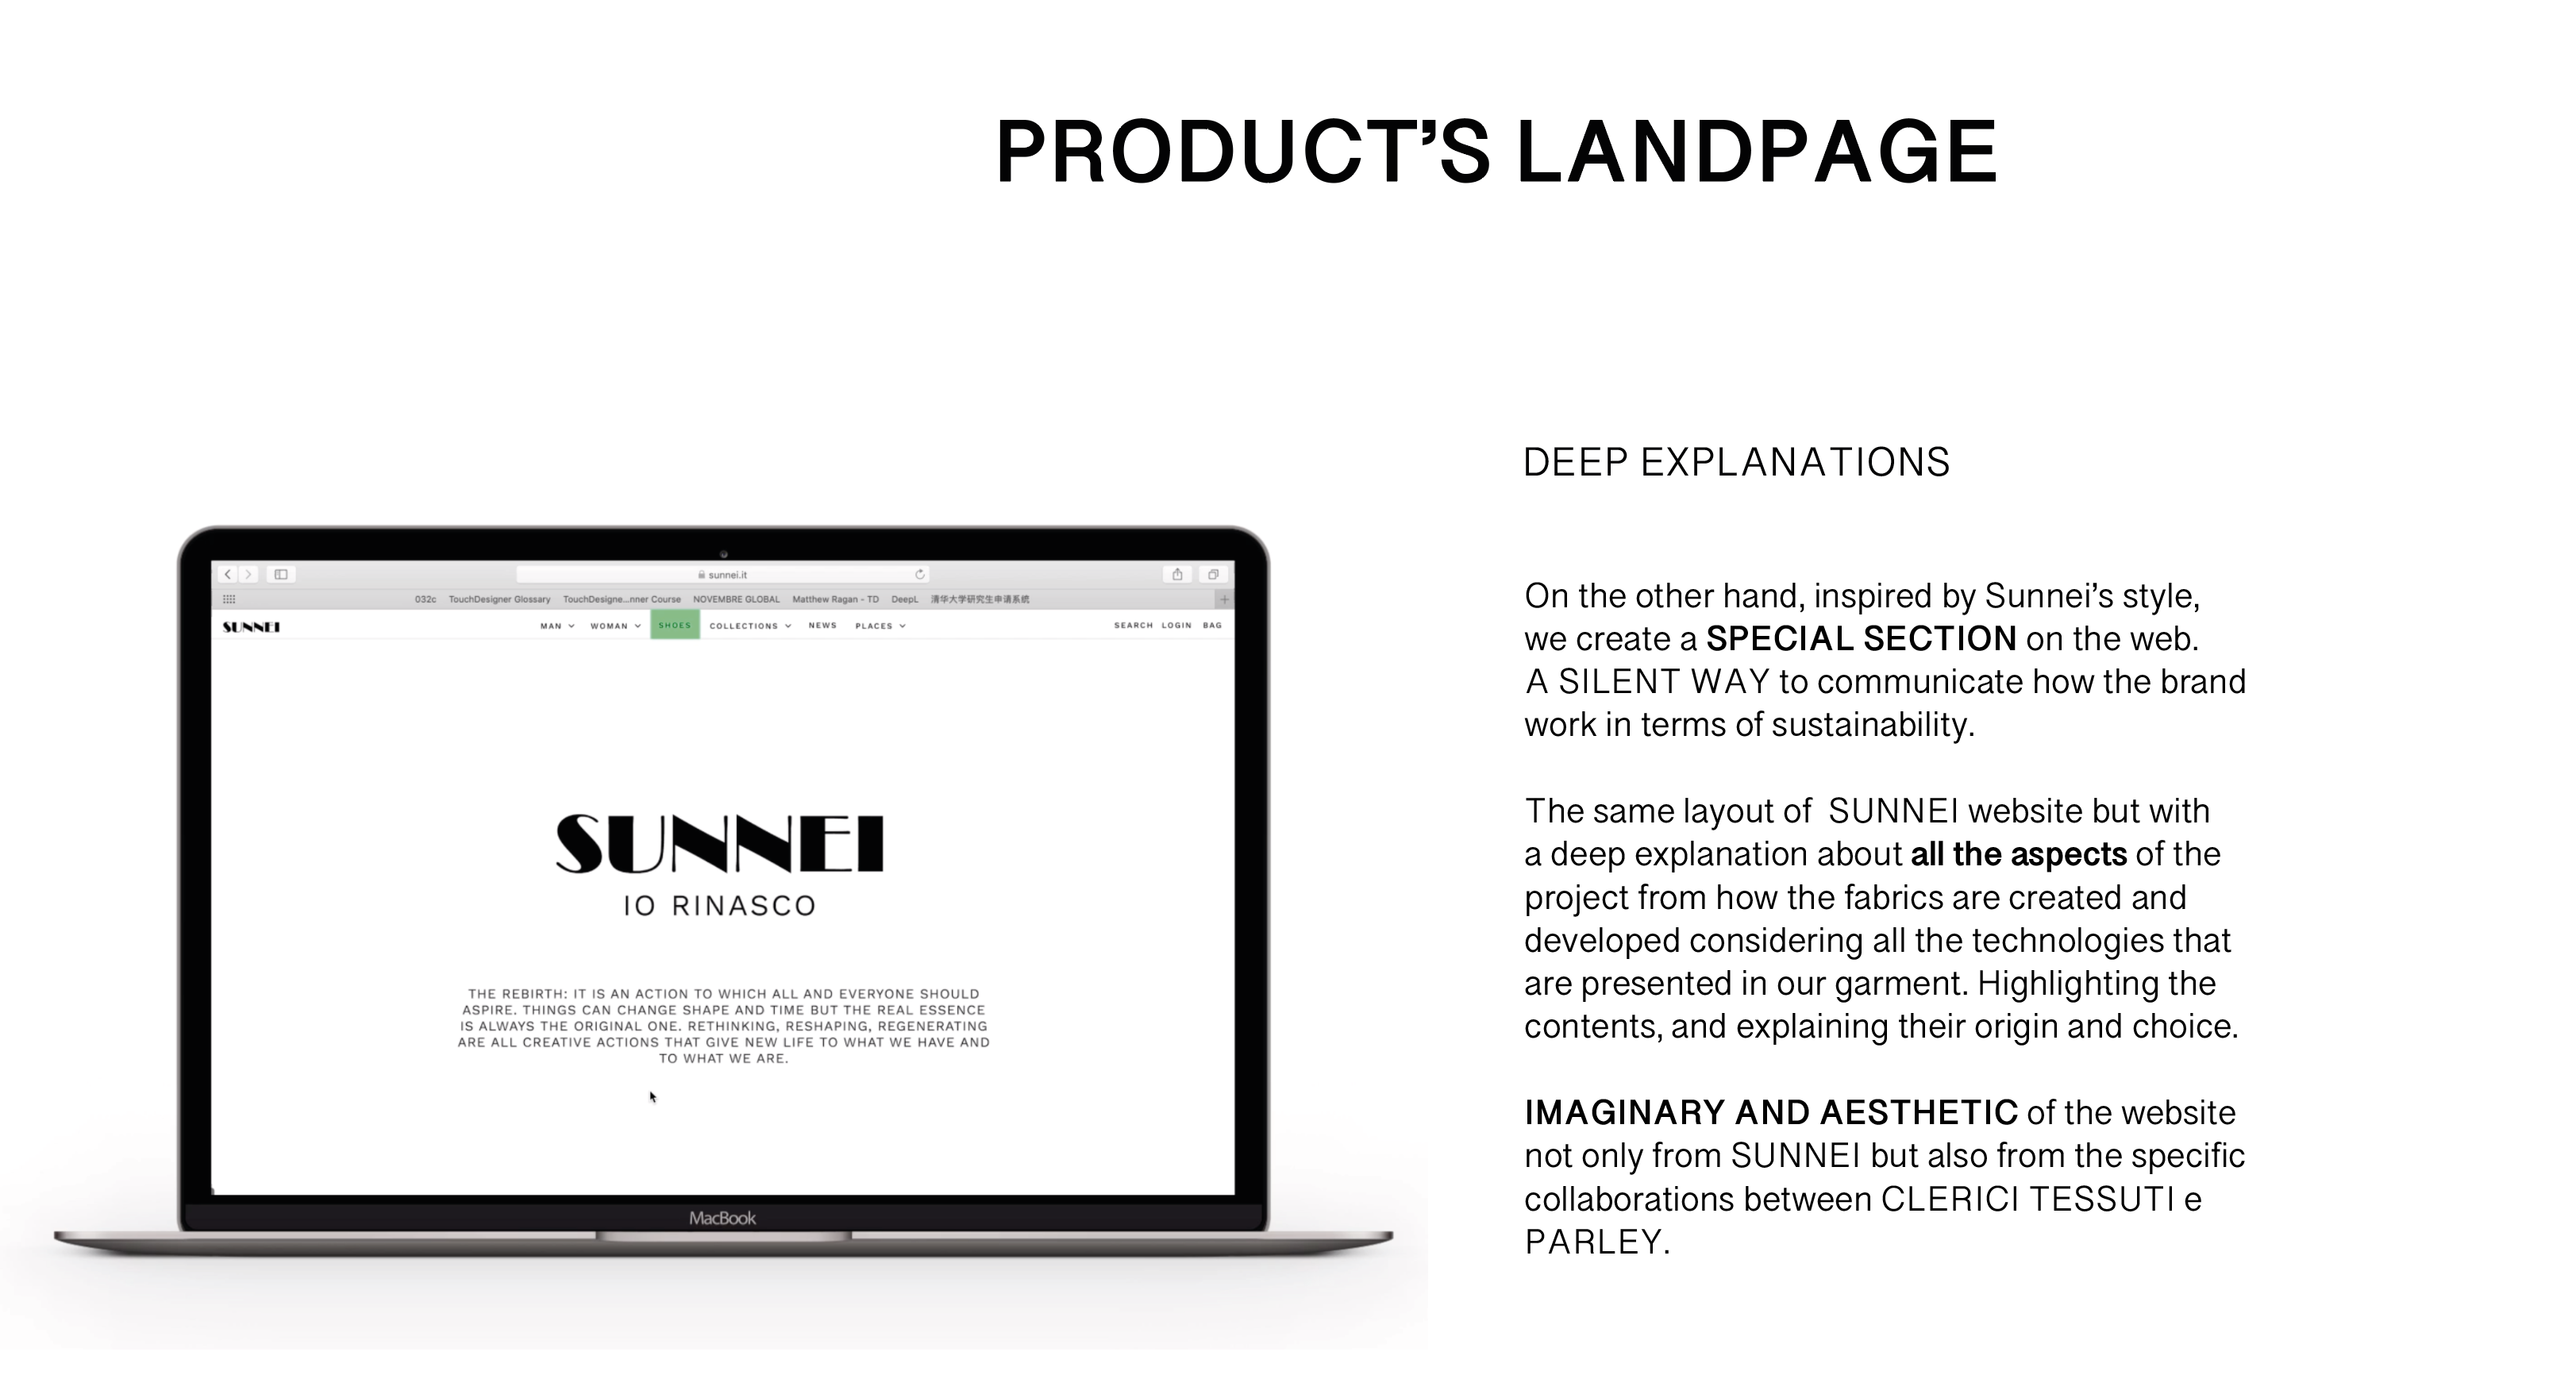 PRODUCT’S LANDPAGE
sunnei.it
032c TouchDesigner Glossary TouchDesigne...nner Course NOVEMBRE GLOBAL Matthew Ragan - TD DeepL 清华大学研究生申请系统
SUNNEI MAN WOMAN SHOES COLLECTIONS NEWS PLACES SEARCH LOGIN BAG
SUNNEI
IO RINASCO
THE REBIRTH: IT IS AN ACTION TO WHICH ALL AND EVERYONE SHOULD
ASPIRE. THINGS CAN CHANGE SHAPE AND TIME BUT THE REAL ESSENCE
IS ALWAYS THE ORIGINAL ONE. RETHINKING, RESHAPING, REGENERATING
ARE ALL CREATIVE ACTIONS THAT GIVE NEW LIFE TO WHAT WE HAVE AND
TO WHAT WE ARE.
MacBook
DEEP EXPLANATIONS
On the other hand, inspired by Sunnei’s style,
we create a SPECIAL SECTION on the web.
A SILENT WAY to communicate how the brand
work in terms of sustainability.
The same layout of SUNNEI website but with
a deep explanation about all the aspects of the
project from how the fabrics are created and
developed considering all the technologies that
are presented in our garment. Highlighting the
contents, and explaining their origin and choice.
IMAGINARY AND AESTHETIC of the website
not only from SUNNEI but also from the specific
collaborations between CLERICI TESSUTI e
PARLEY.